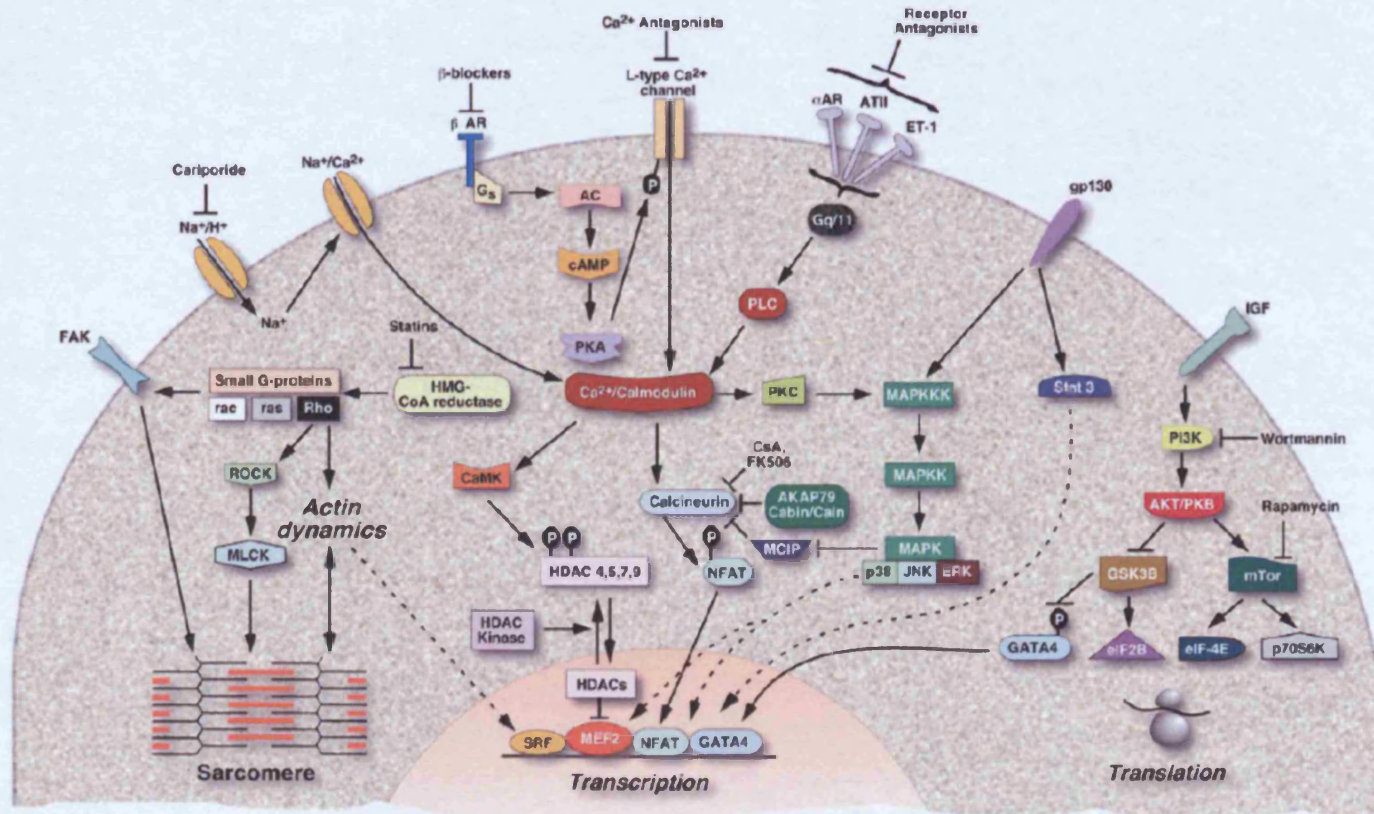 Receptor
Antagonists
Ca²⁺ Antagonists
L-type Ca²⁺
channel
β-blockers
β AR
αAR
ATII
ET-1
Na⁺/Ca²⁺
Cariporide
Na⁺/H⁺
Gs
AC
P
gp130
Gq/11
cAMP
PLC
IGF
Na⁺
Statins
FAK
PKA
Small G-proteins
rac
ras
Rho
HMG-
CoA reductase
Ca²⁺/Calmodulin
PKC
MAPKKK
Stat 3
PI3K
Wortmannin
CsA,
FK506
ROCK
CaMK
MAPKK
Calcineurin
AKAP79
Cabin/Cain
AKT/PKB
Rapamycin
Actin
dynamics
P P
P
MLCK
HDAC 4,5,7,9
NFAT
MCIP
MAPK
p38
JNK
ERK
GSK3B
mTor
HDAC
Kinase
P
GATA4
eIF2B
eIF-4E
p70S6K
HDACs
SRF
MEF2
NFAT
GATA4
Sarcomere
Transcription
Translation